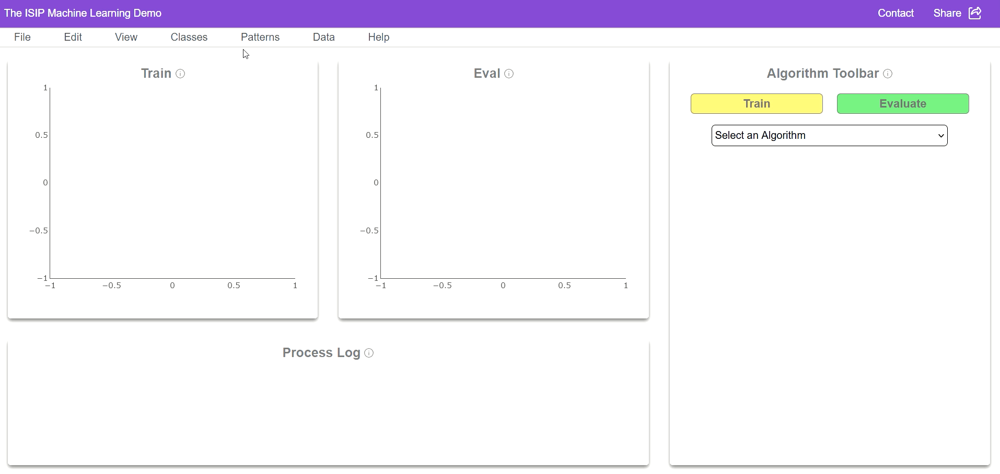 The ISIP Machine Learning Demo Contact Share
File Edit View Classes Patterns Data Help
Train
1
0.5
0
−0.5
−1
−1 −0.5 0 0.5 1
Eval
1
0.5
0
−0.5
−1
−1 −0.5 0 0.5 1
Algorithm Toolbar
Train Evaluate
Select an Algorithm
Process Log